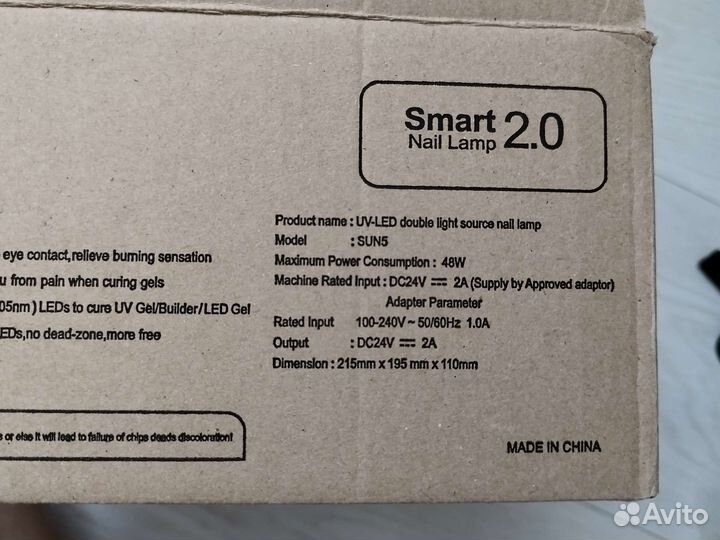 Smart 2.0
Nail Lamp
Product name : UV-LED double light source nail lamp
Model : SUN5
Maximum Power Consumption : 48W
Machine Rated Input : DC24V ⎓ 2A (Supply by Approved adaptor)
Adapter Parameter
Rated Input 100-240V ~ 50/60Hz 1.0A
Output : DC24V ⎓ 2A
Dimension : 215mm x 195 mm x 110mm
eye contact,relieve burning sensation
u from pain when curing gels
05nm ) LEDs to cure UV Gel/Builder/LED Gel
EDs,no dead-zone,more free
or else it will lead to failure of chips deads discoloration!
MADE IN CHINA
Avito